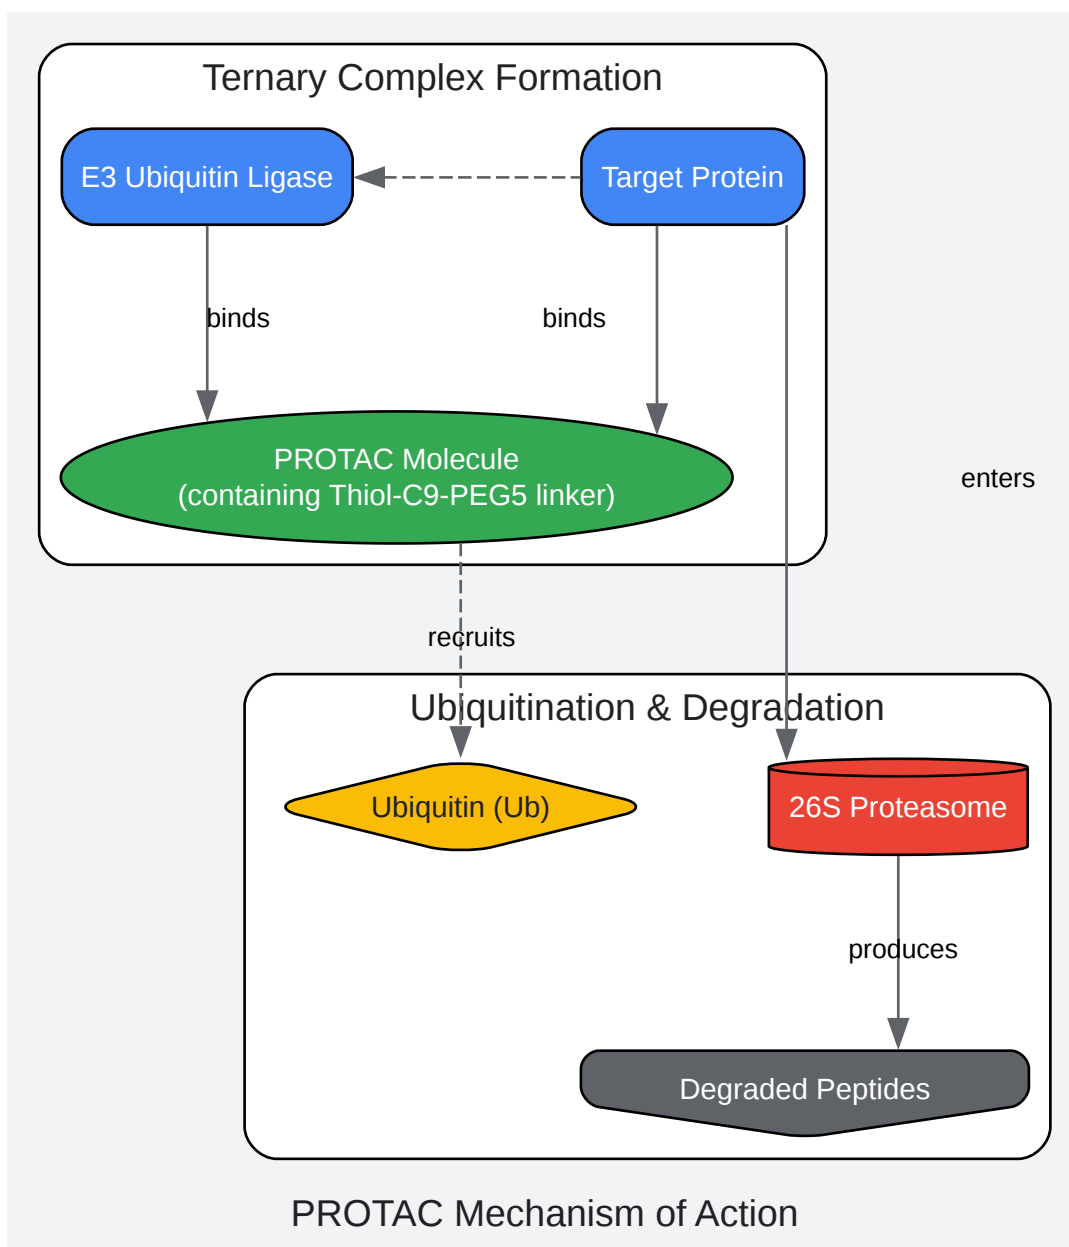 Ternary Complex Formation
E3 Ubiquitin Ligase
Target Protein
binds
binds
PROTAC Molecule
(containing Thiol-C9-PEG5 linker)
enters
recruits
Ubiquitination & Degradation
Ubiquitin (Ub)
26S Proteasome
produces
Degraded Peptides
PROTAC Mechanism of Action